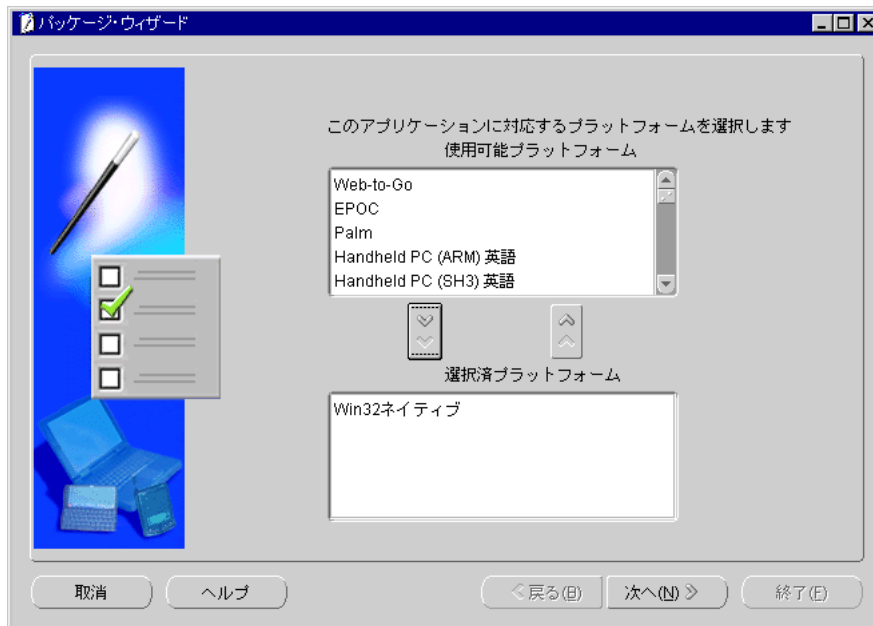 パッケージ・ウィザード
このアプリケーションに対応するプラットフォームを選択します
使用可能プラットフォーム
Web-to-Go
EPOC
Palm
Handheld PC (ARM) 英語
Handheld PC (SH3) 英語
選択済プラットフォーム
Win32ネイティブ
取消
ヘルプ
戻る(B)
次へ(N)
終了(F)